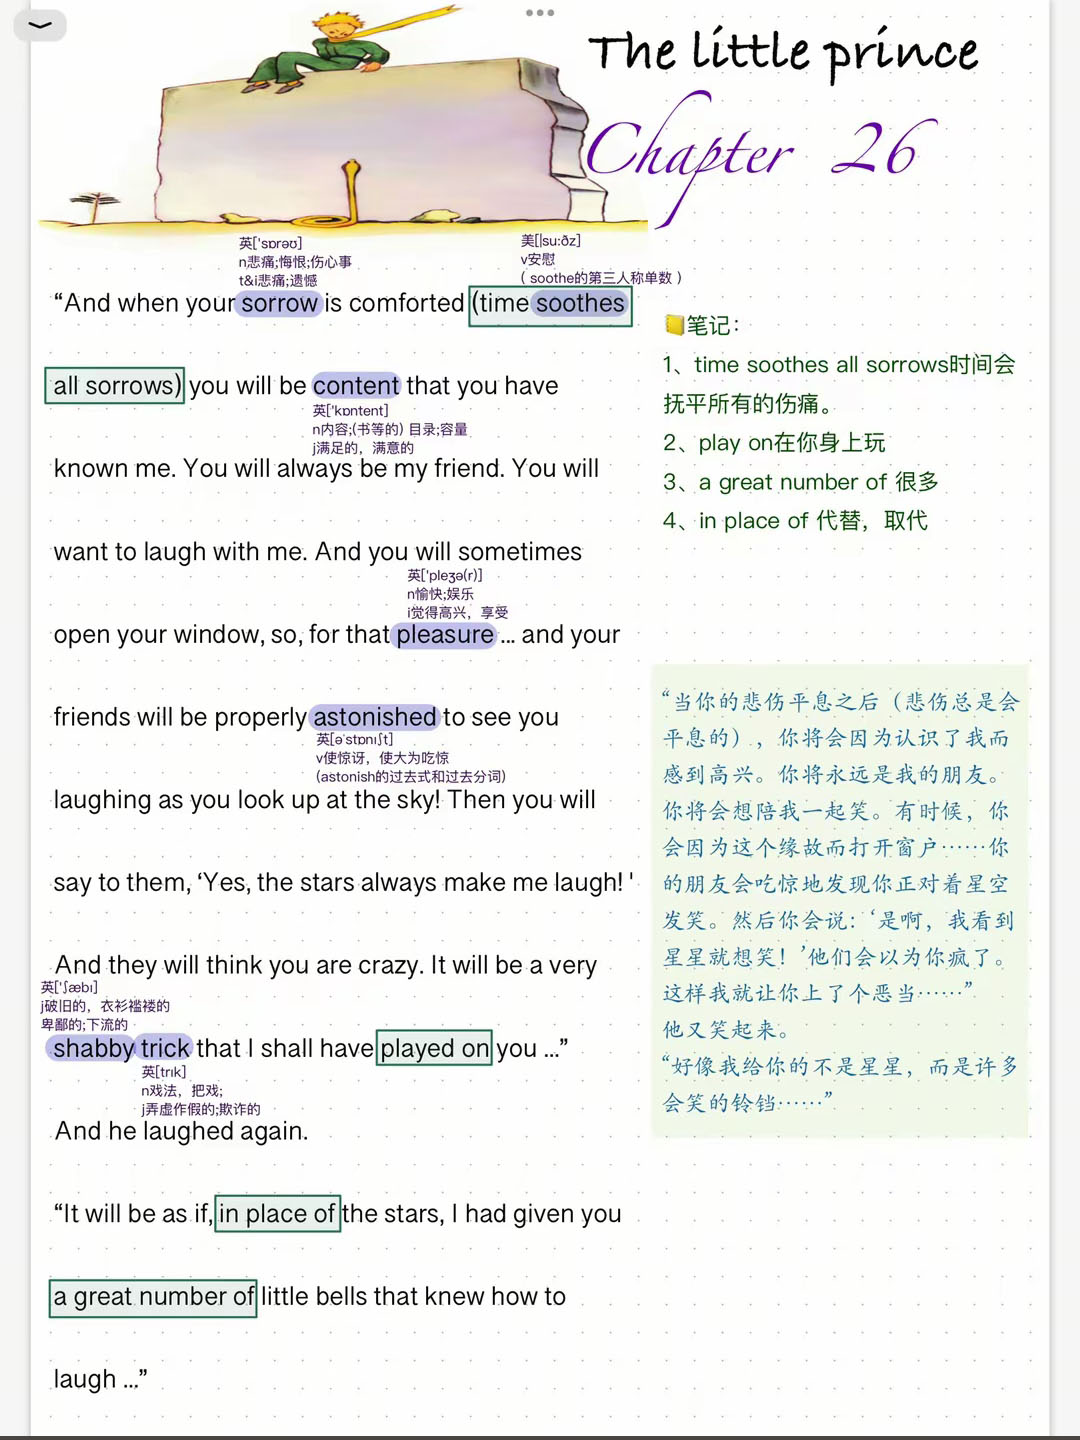 The little prince
Chapter 26
英['sɒrəʊ]
n悲痛;悔恨;伤心事
t&i悲痛;遗憾
美[|su:ðz]
v安慰
( soothe的第三人称单数 )
“And when your sorrow is comforted (time soothes
all sorrows) you will be content that you have
英['kɒntent]
n内容;(书等的) 目录;容量
j满足的，满意的
known me. You will always be my friend. You will
want to laugh with me. And you will sometimes
英['pleʒə(r)]
n愉快;娱乐
i觉得高兴，享受
open your window, so, for that pleasure ... and your
friends will be properly astonished to see you
英[əˈstɒnɪʃt]
v使惊讶，使大为吃惊
(astonish的过去式和过去分词)
laughing as you look up at the sky! Then you will
say to them, ‘Yes, the stars always make me laugh! '
And they will think you are crazy. It will be a very
英['ʃæbɪ]
j破旧的，衣衫褴褛的
卑鄙的;下流的
shabby trick that I shall have played on you ...”
英[trɪk]
n戏法，把戏;
j弄虚作假的;欺诈的
And he laughed again.
“It will be as if, in place of the stars, I had given you
a great number of little bells that knew how to
laugh ...”
笔记：
1、time soothes all sorrows时间会
抚平所有的伤痛。
2、play on在你身上玩
3、a great number of 很多
4、in place of 代替，取代
“当你的悲伤平息之后（悲伤总是会
平息的），你将会因为认识了我而
感到高兴。你将永远是我的朋友。
你将会想陪我一起笑。有时候，你
会因为这个缘故而打开窗户……你
的朋友会吃惊地发现你正对着星空
发笑。然后你会说：‘是啊，我看到
星星就想笑！’他们会以为你疯了。
这样我就让你上了个恶当……”
他又笑起来。
“好像我给你的不是星星，而是许多
会笑的铃铛……”